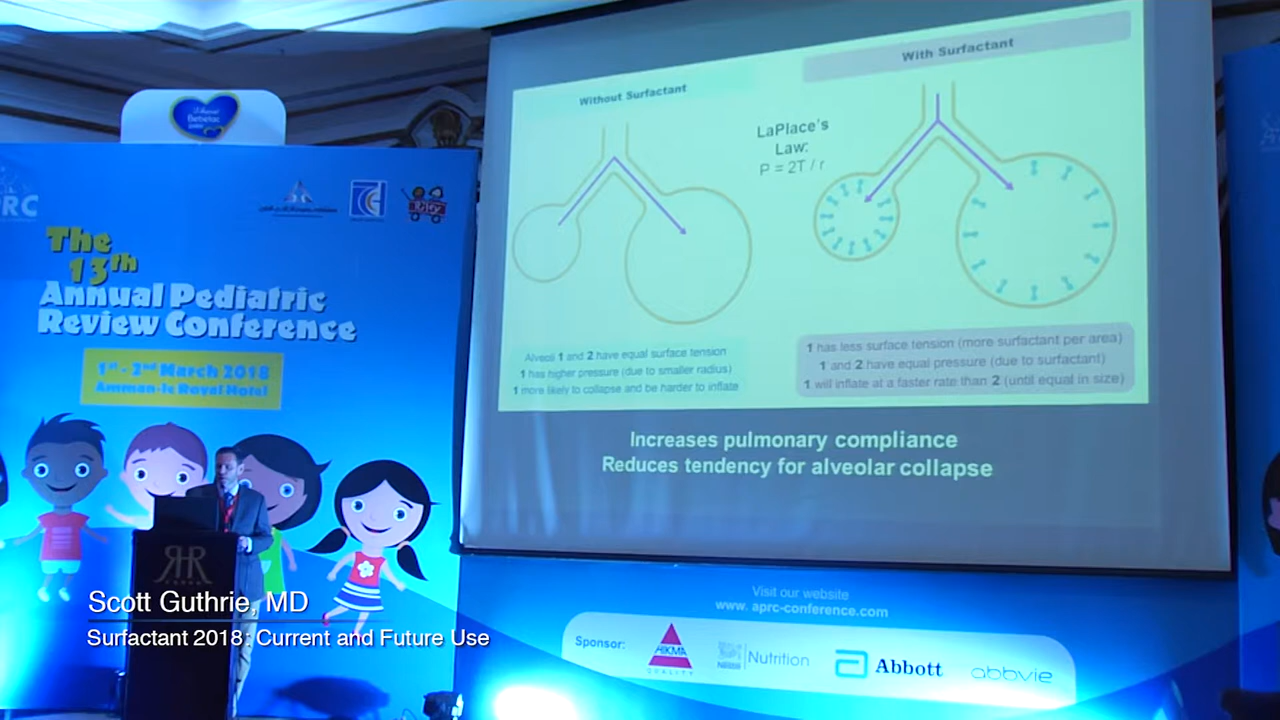 Without Surfactant
With Surfactant
LaPlace's
Law:
P = 2T / r
Alveoli 1 and 2 have equal surface tension
1 has higher pressure (due to smaller radius)
1 more likely to collapse and be harder to inflate
1 has less surface tension (more surfactant per area)
1 and 2 have equal pressure (due to surfactant)
1 will inflate at a faster rate than 2 (until equal in size)
Increases pulmonary compliance
Reduces tendency for alveolar collapse
PRC
The
13th
Annual Pediatric
Review Conference
1st - 2nd March 2018
Amman-le Royal Hotel
RHR
Scott Guthrie, MD
Surfactant 2018: Current and Future Use
Visit our website
www. aprc-conference.com
Sponsor:
HIKMA
QUALITY
Nestlé
Nutrition
Abbott
abbvie